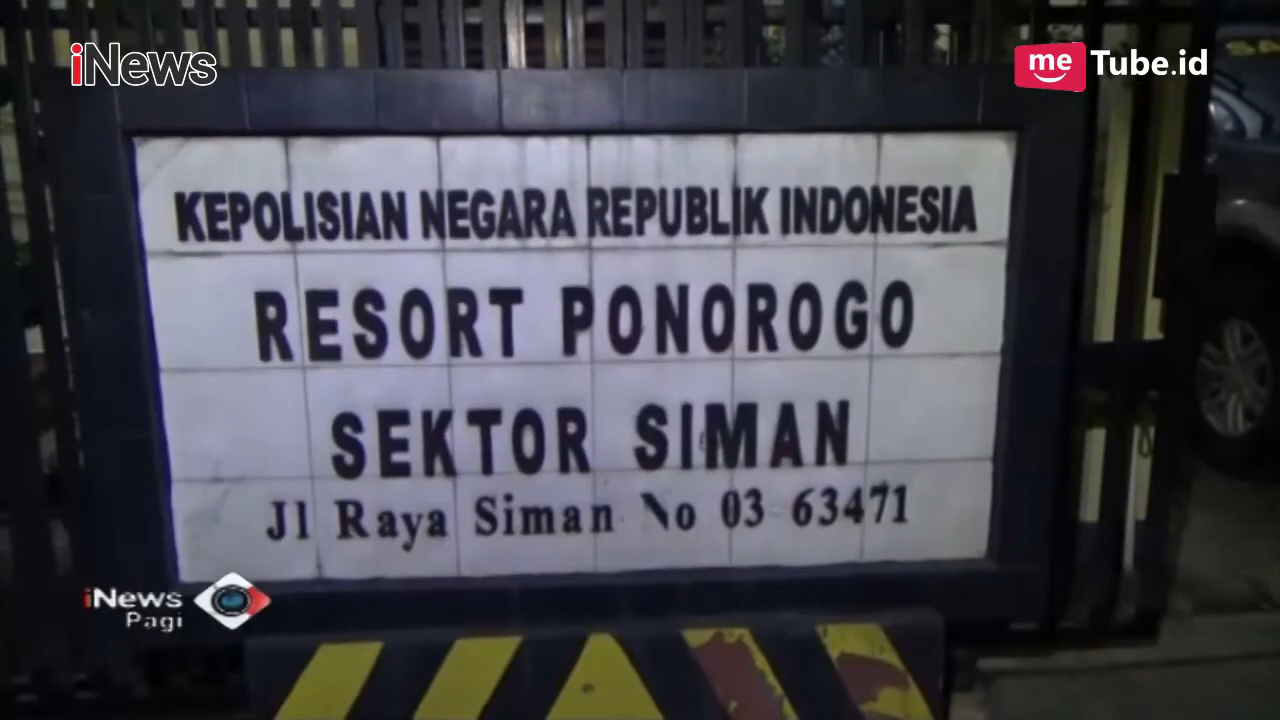 iNews
me Tube.id
KEPOLISIAN NEGARA REPUBLIK INDONESIA
RESORT PONOROGO
SEKTOR SIMAN
Jl Raya Siman No 03 63471
iNews
Pagi